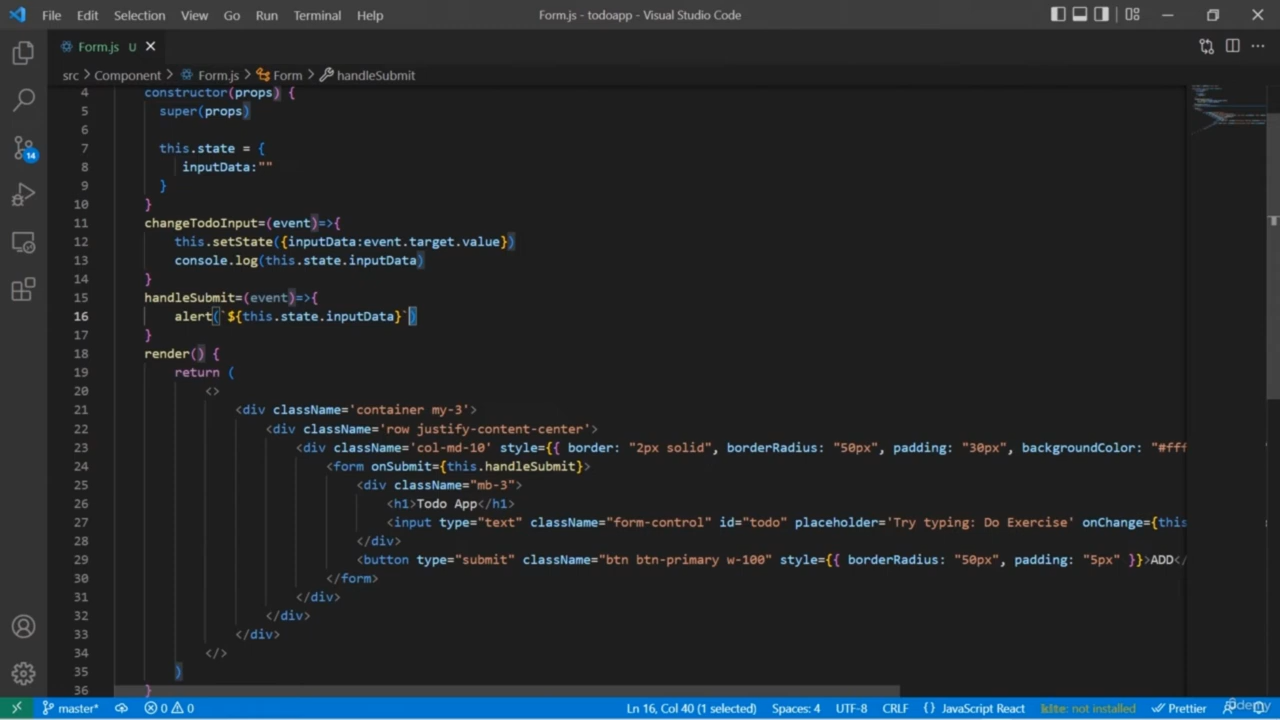 File Edit Selection View Go Run Terminal Help Form.js - todoapp - Visual Studio Code
Form.js U
src > Component > Form.js > Form > handleSubmit
4 constructor(props) {
5 super(props)
6
7 this.state = {
8 inputData:""
9 }
10 }
11 changeTodoInput=(event)=>{
12 this.setState({inputData:event.target.value})
13 console.log(this.state.inputData)
14 }
15 handleSubmit=(event)=>{
16 alert(`${this.state.inputData}`)
17 }
18 render() {
19 return (
20 <>
21 <div className='container my-3'>
22 <div className='row justify-content-center'>
23 <div className='col-md-10' style={{ border: "2px solid", borderRadius: "50px", padding: "30px", backgroundColor: "#fff
24 <form onSubmit={this.handleSubmit}>
25 <div className="mb-3">
26 <h1>Todo App</h1>
27 <input type="text" className="form-control" id="todo" placeholder='Try typing: Do Exercise' onChange={this
28 </div>
29 <button type="submit" className="btn btn-primary w-100" style={{ borderRadius: "50px", padding: "5px" }}>ADD</
30 </form>
31 </div>
32 </div>
33 </div>
34 </>
35 )
36 }
14
master* 0 0 Ln 16, Col 40 (1 selected) Spaces: 4 UTF-8 CRLF {} JavaScript React kite: not installed Prettier